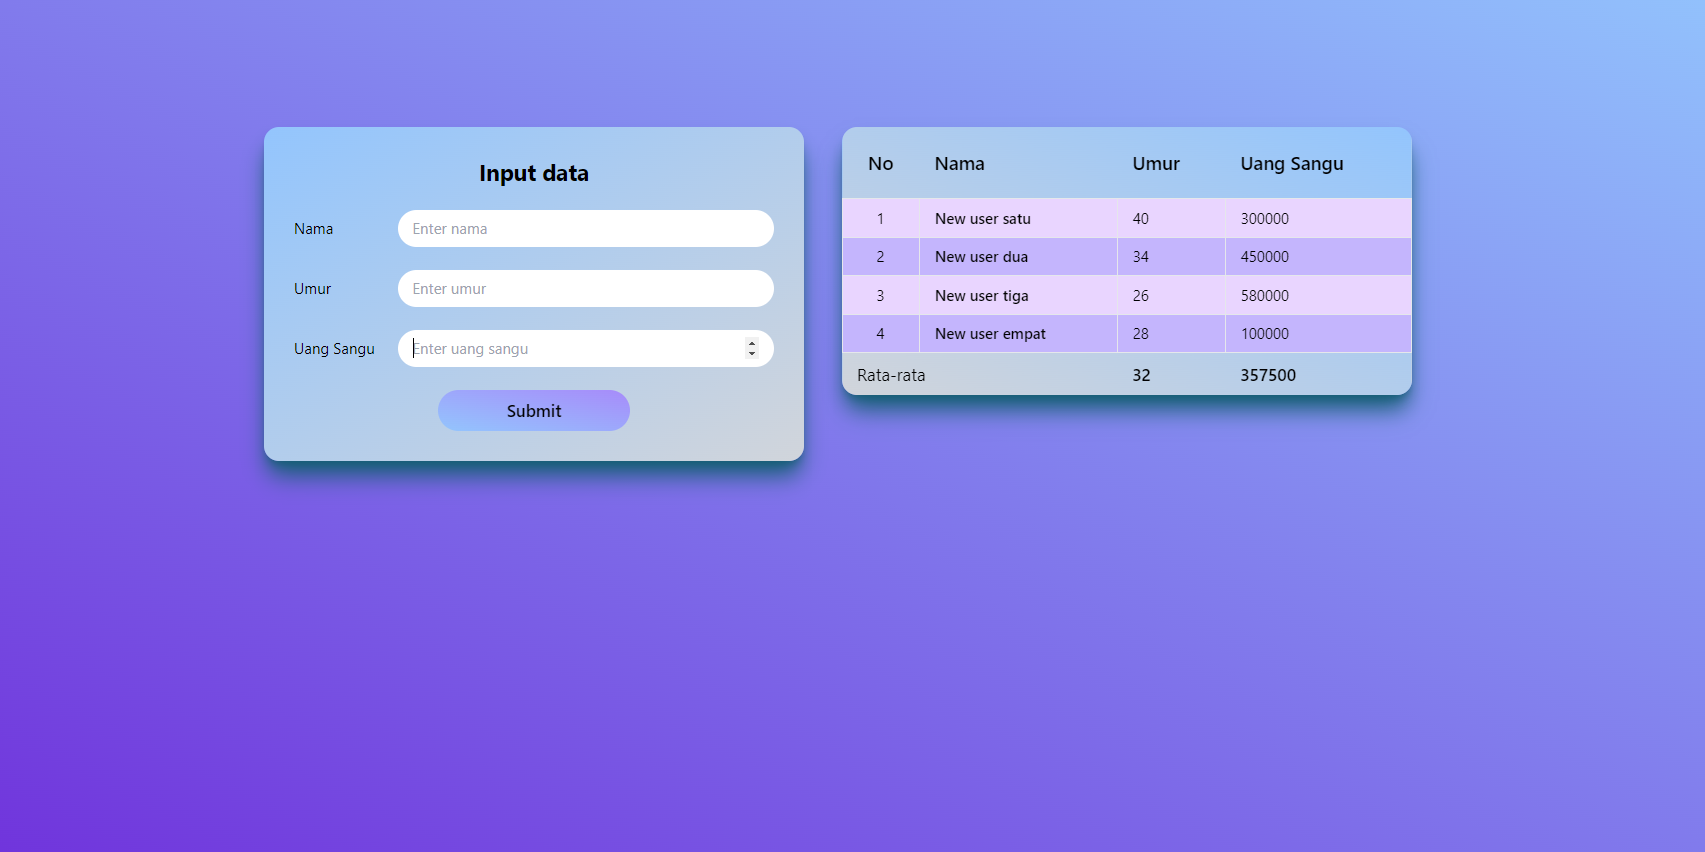 Input data
Nama Enter nama
Umur Enter umur
Uang Sangu Enter uang sangu
Submit
No Nama Umur Uang Sangu
1 New user satu 40 300000
2 New user dua 34 450000
3 New user tiga 26 580000
4 New user empat 28 100000
Rata-rata 32 357500